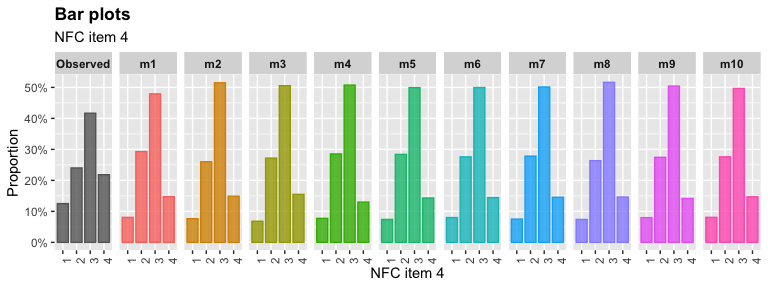 Bar plots
NFC item 4
Observed m1 m2 m3 m4 m5 m6 m7 m8 m9 m10
50%
40%
30%
20%
10%
0%
Proportion
1 2 3 4 1 2 3 4 1 2 3 4 1 2 3 4 1 2 3 4 1 2 3 4 1 2 3 4 1 2 3 4 1 2 3 4 1 2 3 4 1 2 3 4
NFC item 4